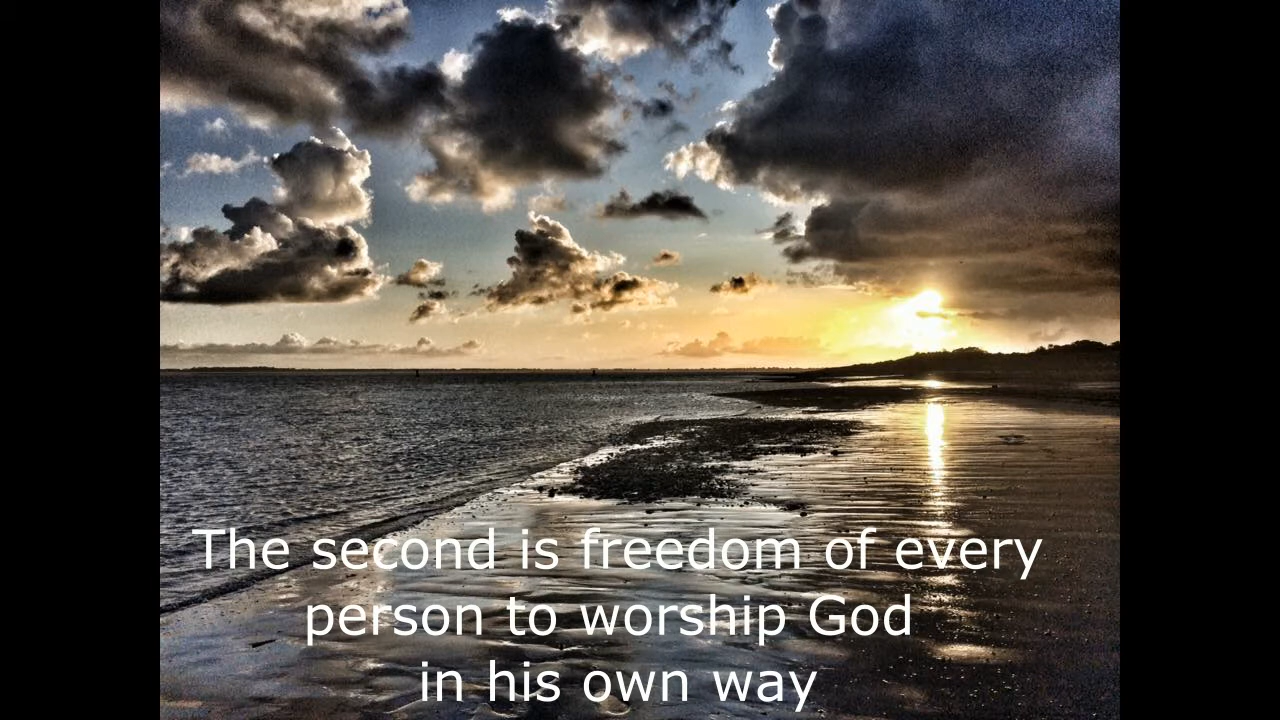 The second is freedom of every
person to worship God
in his own way